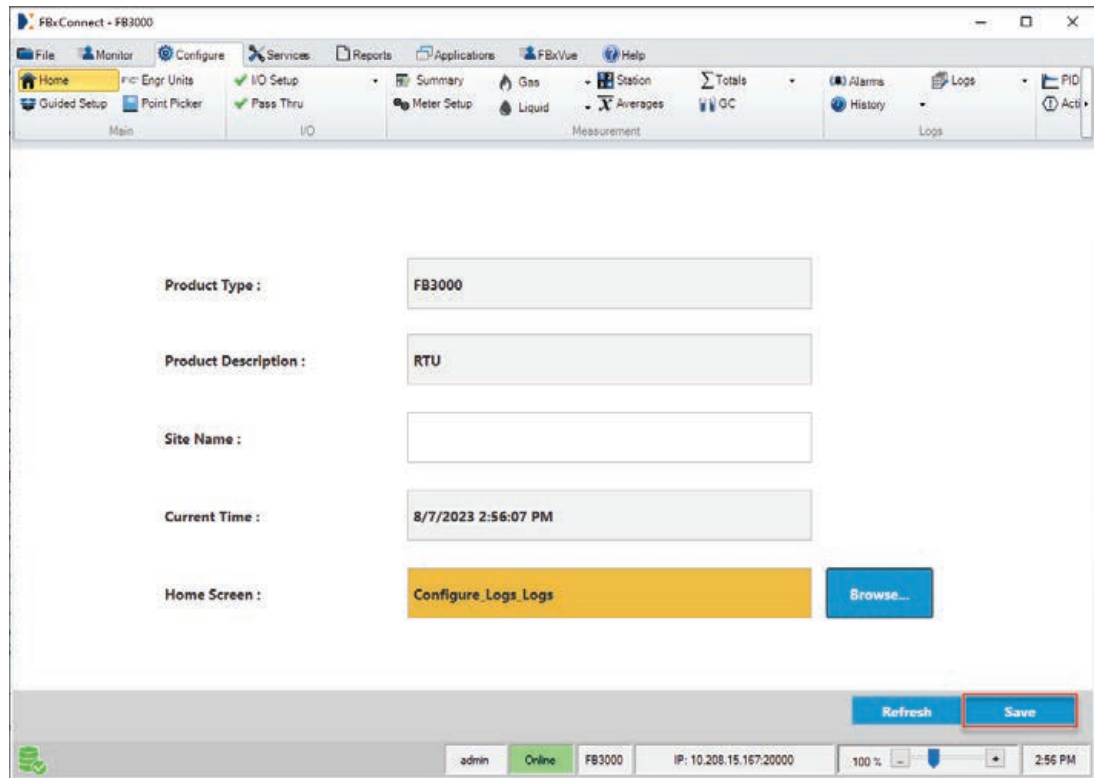 FBxConnect - FB3000
File Monitor Configure Services Reports Applications FBxVue Help
Home Engr Units I/O Setup Summary Gas Station Totals Alarms Logs PID
Guided Setup Point Picker Pass Thru Meter Setup Liquid Averages GC History Acti
Main I/O Measurement Logs
Product Type : FB3000
Product Description : RTU
Site Name :
Current Time : 8/7/2023 2:56:07 PM
Home Screen : Configure_Logs_Logs Browse...
Refresh Save
admin Online FB3000 IP: 10.208.15.167:20000 100 % - + 2:56 PM